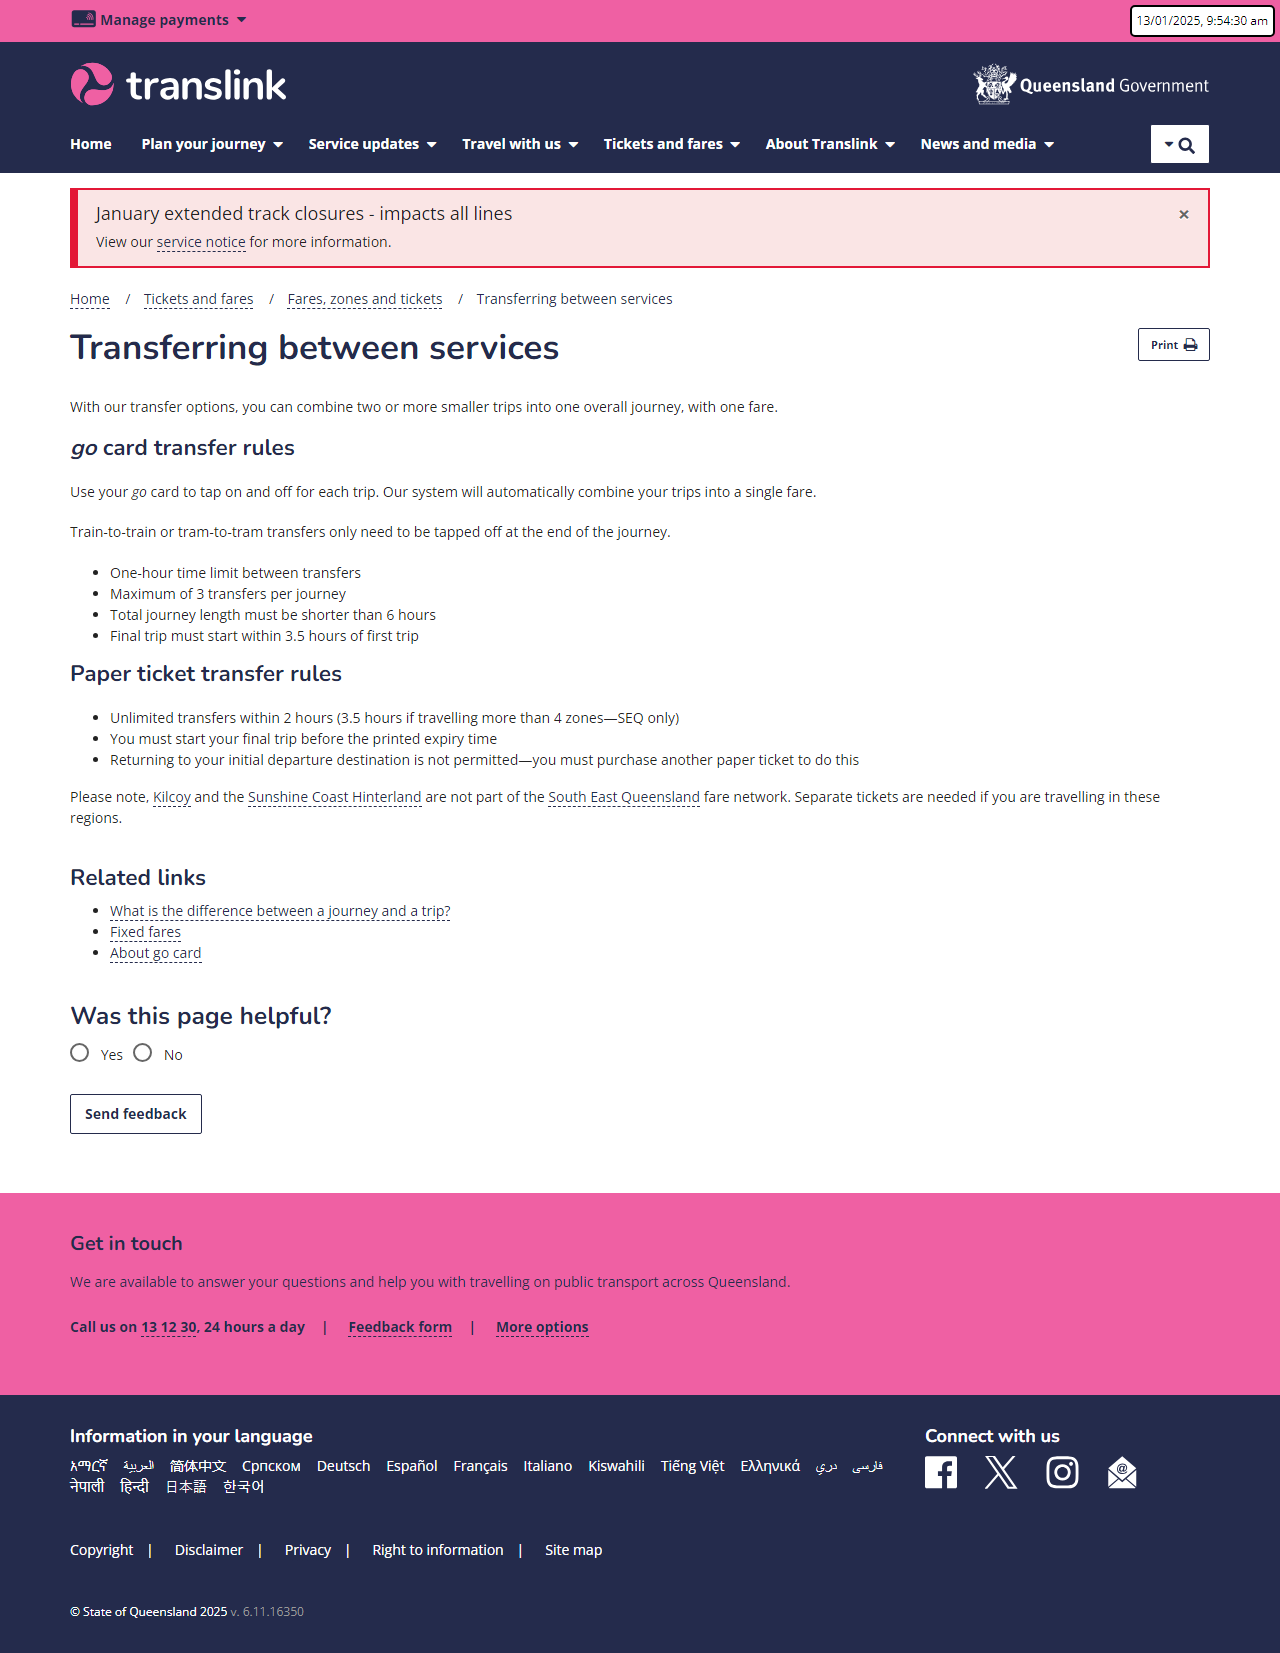 Manage payments
13/01/2025, 9:54:30 am
translink
Queensland Government
Home Plan your journey Service updates Travel with us Tickets and fares About Translink News and media
January extended track closures - impacts all lines
×
View our service notice for more information.
Home / Tickets and fares / Fares, zones and tickets / Transferring between services
Transferring between services
Print
With our transfer options, you can combine two or more smaller trips into one overall journey, with one fare.
go card transfer rules
Use your go card to tap on and off for each trip. Our system will automatically combine your trips into a single fare.
Train-to-train or tram-to-tram transfers only need to be tapped off at the end of the journey.
• One-hour time limit between transfers
• Maximum of 3 transfers per journey
• Total journey length must be shorter than 6 hours
• Final trip must start within 3.5 hours of first trip
Paper ticket transfer rules
• Unlimited transfers within 2 hours (3.5 hours if travelling more than 4 zones—SEQ only)
• You must start your final trip before the printed expiry time
• Returning to your initial departure destination is not permitted—you must purchase another paper ticket to do this
Please note, Kilcoy and the Sunshine Coast Hinterland are not part of the South East Queensland fare network. Separate tickets are needed if you are travelling in these
regions.
Related links
• What is the difference between a journey and a trip?
• Fixed fares
• About go card
Was this page helpful?
Yes No
Send feedback
Get in touch
We are available to answer your questions and help you with travelling on public transport across Queensland.
Call us on 13 12 30, 24 hours a day | Feedback form | More options
Information in your language
Connect with us
አማርኛ العربية 简体中文 Српском Deutsch Español Français Italiano Kiswahili Tiếng Việt Ελληνικά دري فارسی
नेपाली हिन्दी 日本語 한국어
Copyright | Disclaimer | Privacy | Right to information | Site map
© State of Queensland 2025 v. 6.11.16350